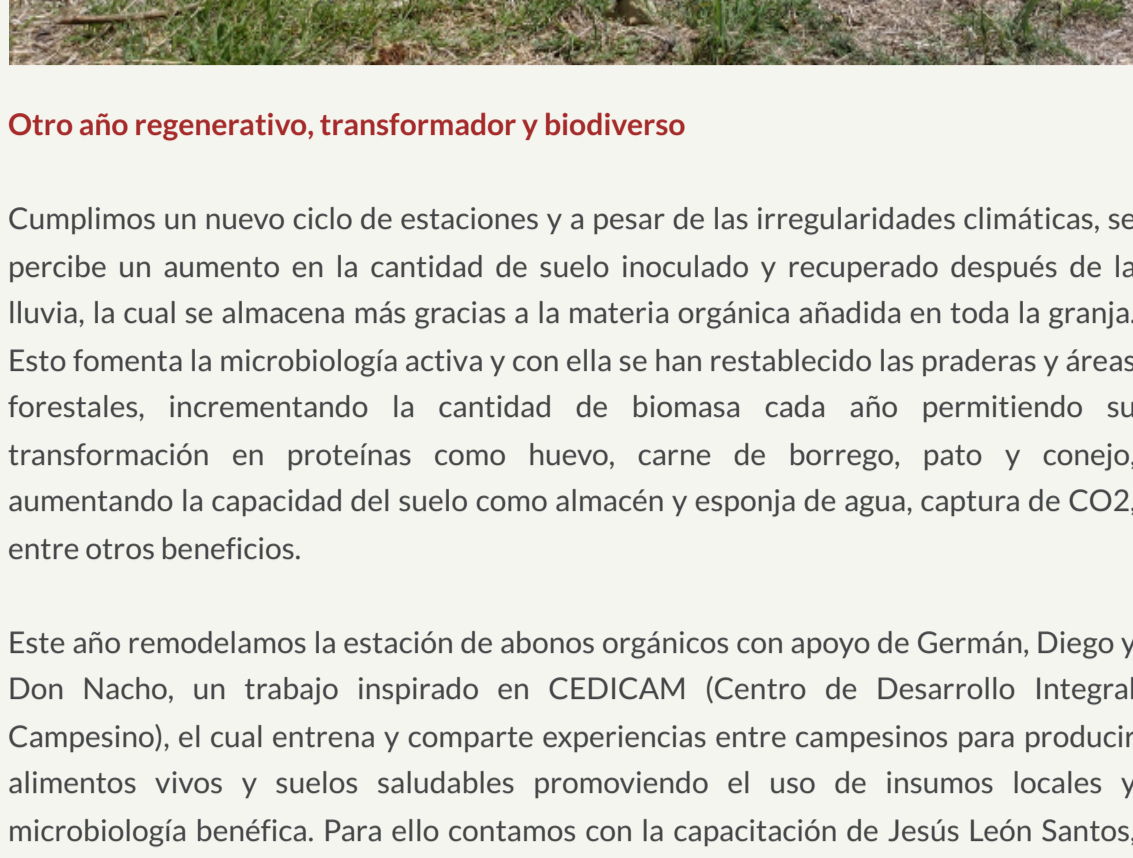 Otro año regenerativo, transformador y biodiverso
Cumplimos un nuevo ciclo de estaciones y a pesar de las irregularidades climáticas, se
percibe un aumento en la cantidad de suelo inoculado y recuperado después de la
lluvia, la cual se almacena más gracias a la materia orgánica añadida en toda la granja.
Esto fomenta la microbiología activa y con ella se han restablecido las praderas y áreas
forestales, incrementando la cantidad de biomasa cada año permitiendo su
transformación en proteínas como huevo, carne de borrego, pato y conejo,
aumentando la capacidad del suelo como almacén y esponja de agua, captura de CO2,
entre otros beneficios.
Este año remodelamos la estación de abonos orgánicos con apoyo de Germán, Diego y
Don Nacho, un trabajo inspirado en CEDICAM (Centro de Desarrollo Integral
Campesino), el cual entrena y comparte experiencias entre campesinos para producir
alimentos vivos y suelos saludables promoviendo el uso de insumos locales y
microbiología benéfica. Para ello contamos con la capacitación de Jesús León Santos,